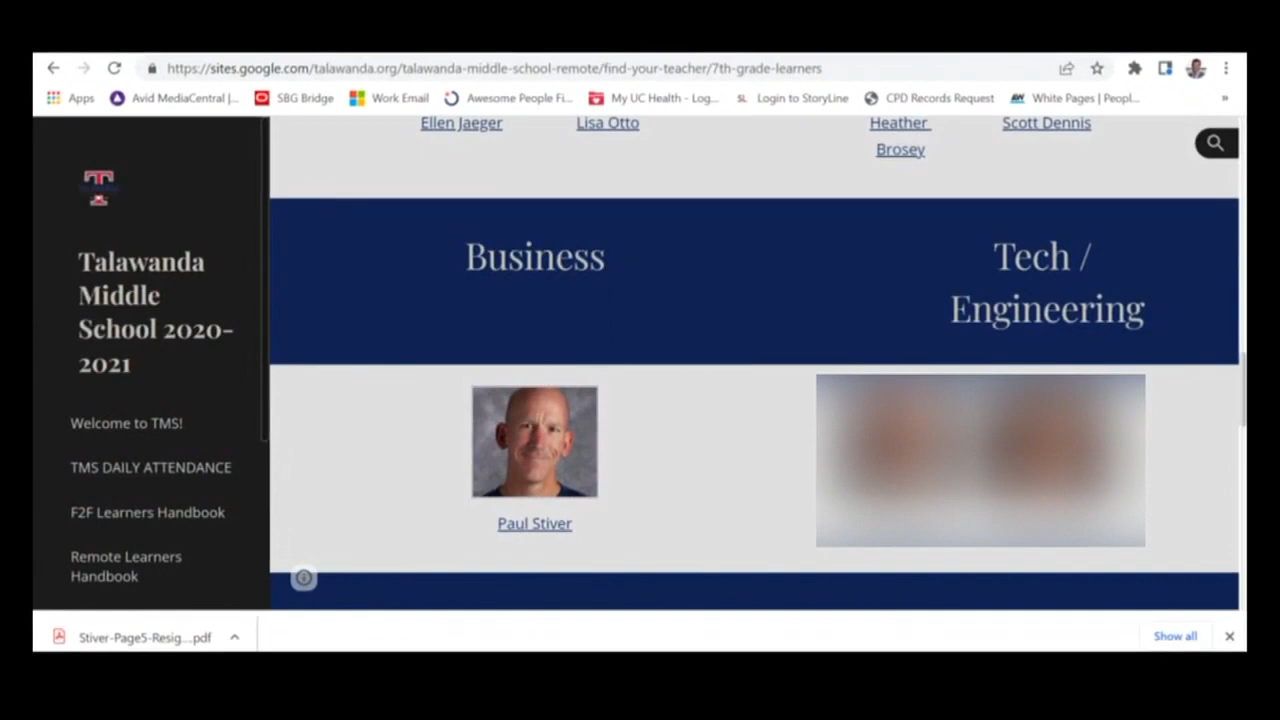 https://sites.google.com/talawanda.org/talawanda-middle-school-remote/find-your-teacher/7th-grade-learners
Apps Avid MediaCentral |... SBG Bridge Work Email Awesome People Fi... My UC Health - Log... SL Login to StoryLine CPD Records Request White Pages | Peopl... »
Ellen Jaeger Lisa Otto Heather Scott Dennis
Brosey
T
Talawanda
Middle
School 2020-
2021
Welcome to TMS!
TMS DAILY ATTENDANCE
F2F Learners Handbook
Remote Learners
Handbook
Business
Tech /
Engineering
Paul Stiver
Stiver-Page5-Resig....pdf
Show all